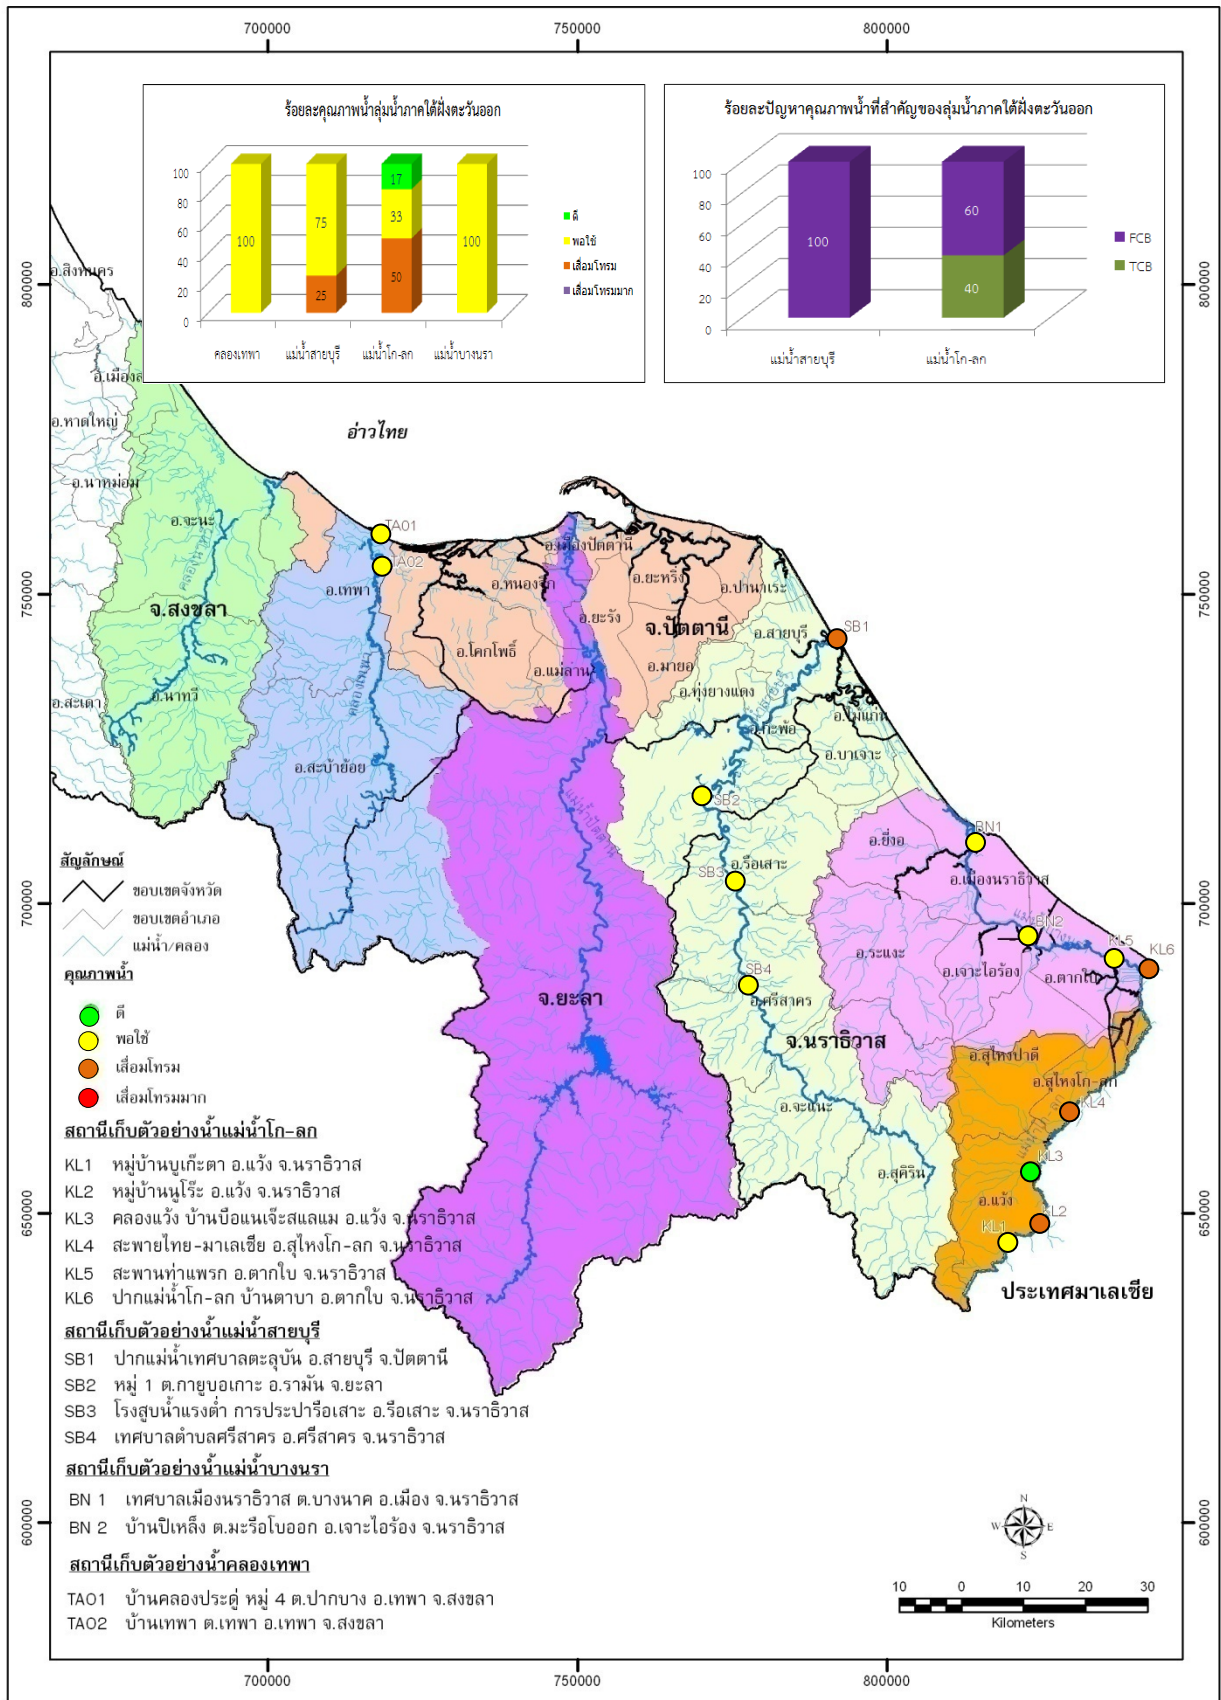 700000 750000 800000
ร้อยละคุณภาพน้ำลุ่มน้ำภาคใต้ฝั่งตะวันออก
100
80
60
40
20
0
100
75
25
17
33
50
100
คลองเทพา แม่น้ำสายบุรี แม่น้ำโก-ลก แม่น้ำบางนรา
ดี
พอใช้
เสื่อมโทรม
เสื่อมโทรมมาก
ร้อยละปัญหาคุณภาพน้ำที่สำคัญของลุ่มน้ำภาคใต้ฝั่งตะวันออก
100
80
60
40
20
0
100
60
40
แม่น้ำสายบุรี แม่น้ำโก-ลก
FCB
TCB
800000 800000
750000 750000
700000 700000
650000 650000
600000 600000
อ.สิงหนคร
อ.เมืองส
อ.หาดใหญ่
อ.นาหม่อม
อ.จะนะ
คลองนาทวี
จ.สงขลา
อ.นาทวี
อ.สะเดา
อ่าวไทย
TA01
TA02
อ.เทพา
คลองเทพา
อ.สะบ้าย้อย
อ.เมืองปัตตานี
อ.หนองจิก
อ.ยะหริ่ง
อ.ปานาเระ
อ.ยะรัง
จ.ปัตตานี
อ.โคกโพธิ์
อ.แม่ลาน
อ.มายอ
อ.สายบุรี
SB1
อ.ทุ่งยางแดง
แม่น้ำสายบุรี
อ.กะพ้อ
อ.ไม้แก่น
อ.บาเจาะ
SB2
แม่น้ำปัตตานี
SB3
อ.รือเสาะ
อ.ยี่งอ
BN1
อ.เมืองนราธิวาส
BN2
KL5
KL6
อ.ระแงะ
อ.เจาะไอร้อง
อ.ตากใบ
SB4
อ.ศรีสาคร
จ.ยะลา
จ.นราธิวาส
อ.สุไหงปาดี
อ.สุไหงโก-ลก
KL4
อ.จะแนะ
อ.สุคิริน
KL3
อ.แว้ง
KL2
KL1
ประเทศมาเลเซีย
สัญลักษณ์
ขอบเขตจังหวัด
ขอบเขตอำเภอ
แม่น้ำ/คลอง
คุณภาพน้ำ
ดี
พอใช้
เสื่อมโทรม
เสื่อมโทรมมาก
สถานีเก็บตัวอย่างน้ำแม่น้ำโก-ลก
KL1 หมู่บ้านบูเก๊ะตา อ.แว้ง จ.นราธิวาส
KL2 หมู่บ้านนูโร๊ะ อ.แว้ง จ.นราธิวาส
KL3 คลองแว้ง บ้านบือแนเจ๊ะสแลแม อ.แว้ง จ.นราธิวาส
KL4 สะพายไทย-มาเลเซีย อ.สุไหงโก-ลก จ.นราธิวาส
KL5 สะพานท่าแพรก อ.ตากใบ จ.นราธิวาส
KL6 ปากแม่น้ำโก-ลก บ้านตาบา อ.ตากใบ จ.นราธิวาส
สถานีเก็บตัวอย่างน้ำแม่น้ำสายบุรี
SB1 ปากแม่น้ำเทศบาลตะลุบัน อ.สายบุรี จ.ปัตตานี
SB2 หมู่ 1 ต.กายูบอเกาะ อ.รามัน จ.ยะลา
SB3 โรงสูบน้ำแรงต่ำ การประปารือเสาะ อ.รือเสาะ จ.นราธิวาส
SB4 เทศบาลตำบลศรีสาคร อ.ศรีสาคร จ.นราธิวาส
สถานีเก็บตัวอย่างน้ำแม่น้ำบางนรา
BN 1 เทศบาลเมืองนราธิวาส ต.บางนาค อ.เมือง จ.นราธิวาส
BN 2 บ้านปิเหล็ง ต.มะรือโบออก อ.เจาะไอร้อง จ.นราธิวาส
สถานีเก็บตัวอย่างน้ำคลองเทพา
TA01 บ้านคลองประดู่ หมู่ 4 ต.ปากบาง อ.เทพา จ.สงขลา
TA02 บ้านเทพา ต.เทพา อ.เทพา จ.สงขลา
N
W E
S
10 0 10 20 30
Kilometers
700000 750000 800000